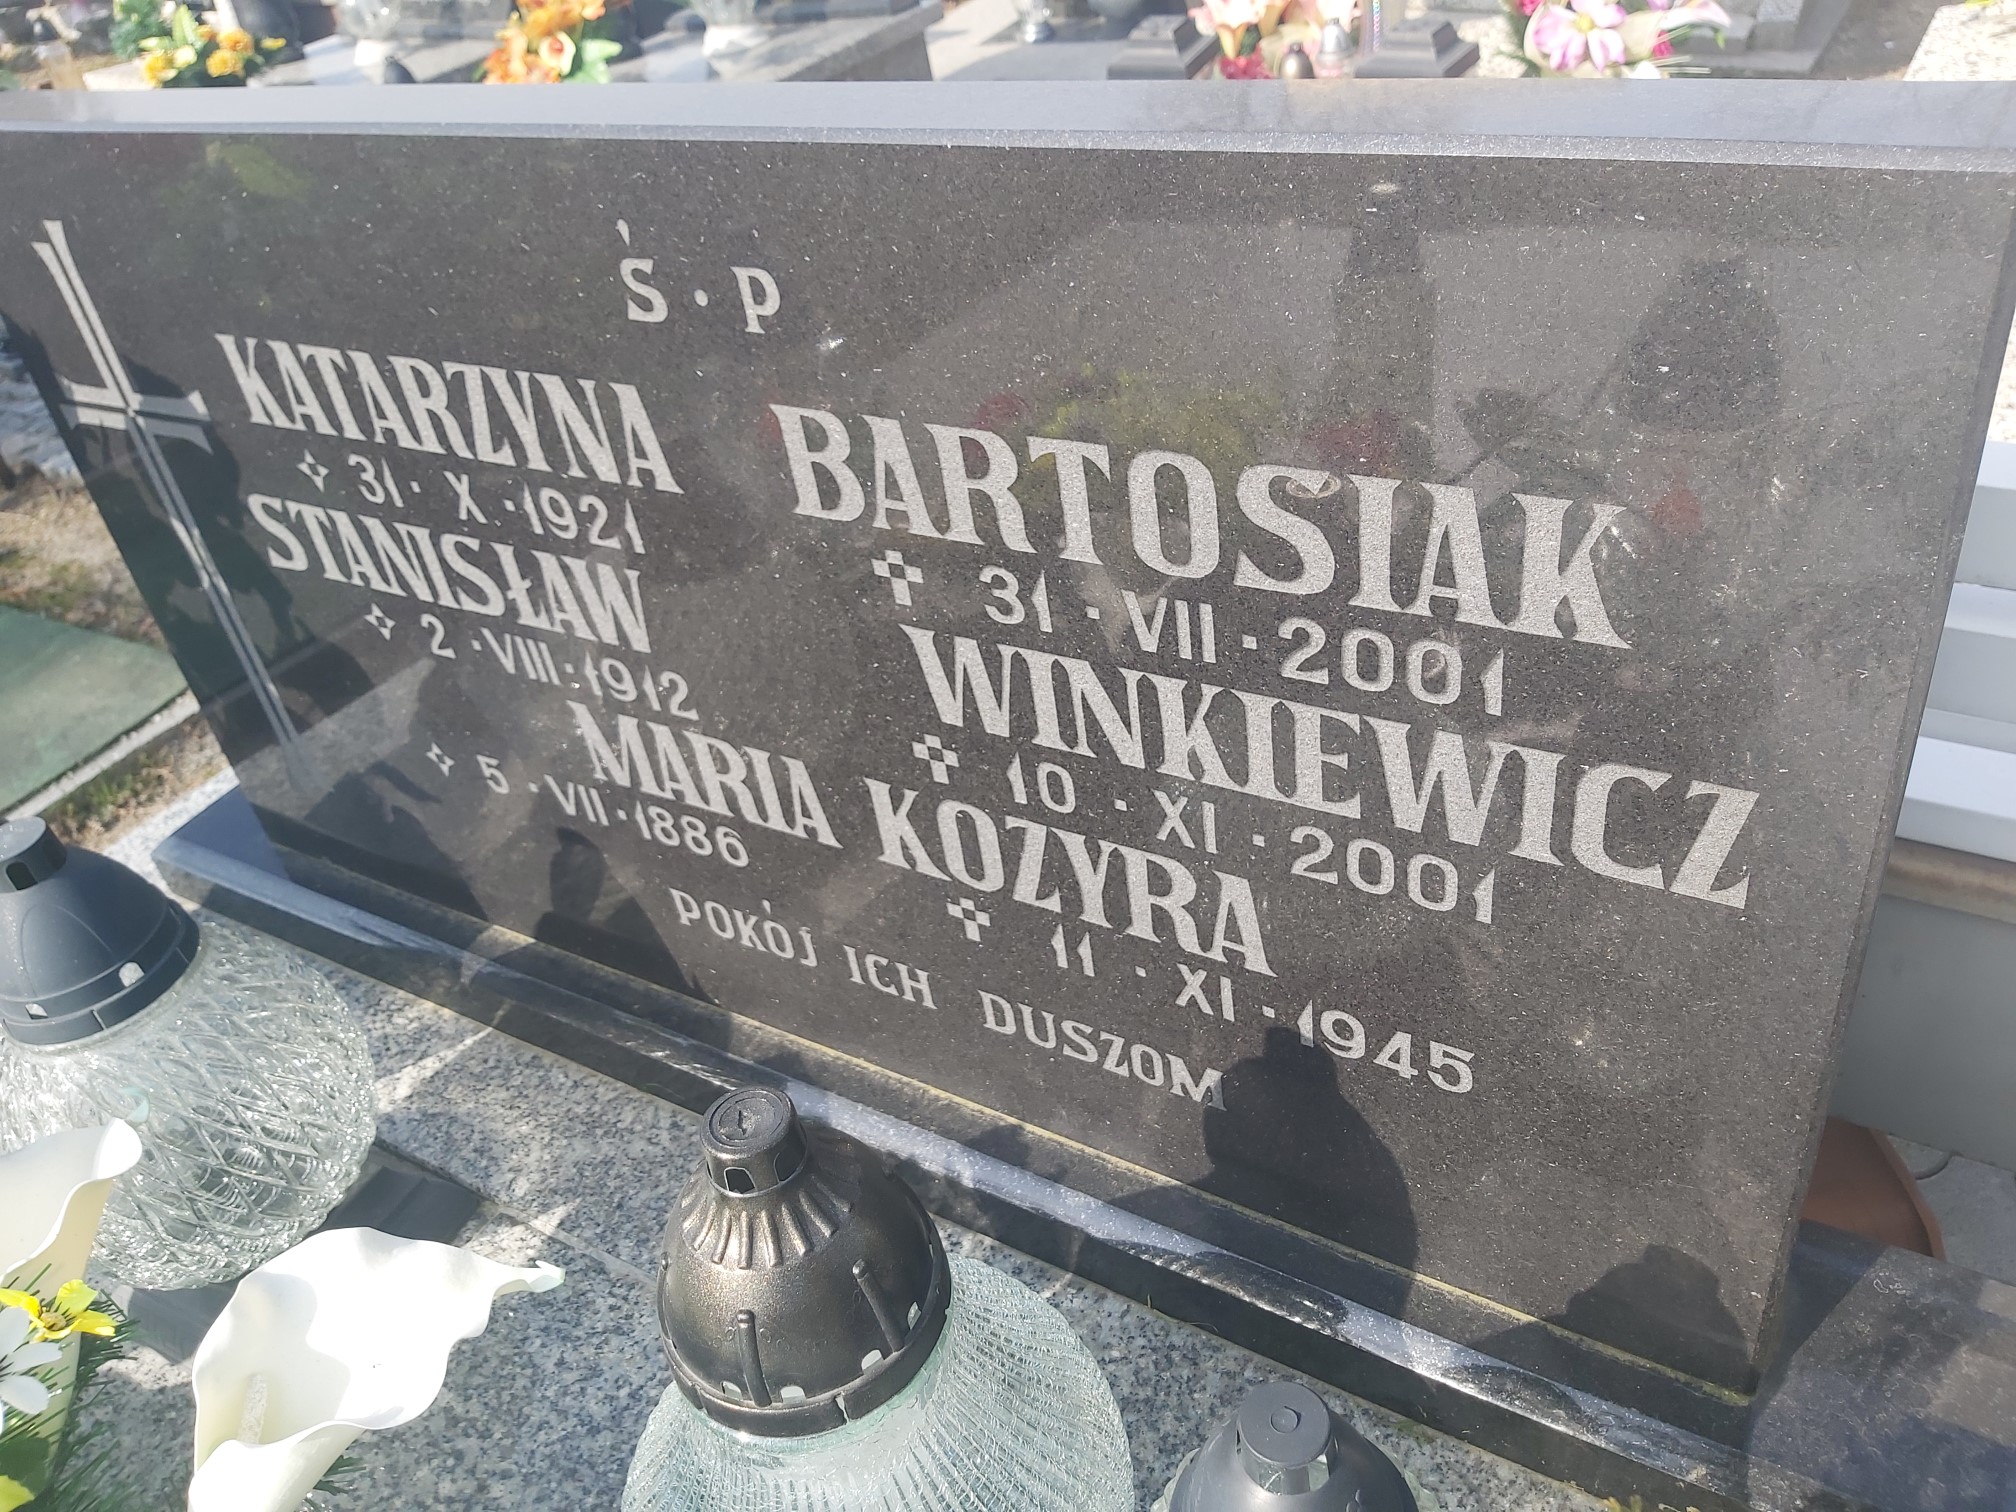 Ś · P
KATARZYNA BARTOSIAK
31 · X · 1921 31 · VII · 2001
STANISŁAW WINKIEWICZ
2 · VIII · 1912 10 · XI · 2001
MARIA KOZYRA
5 · VII · 1886 11 · XI · 1945
POKÓJ ICH DUSZOM